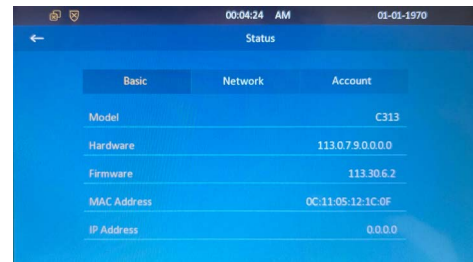 00:04:24 AM 01-01-1970
Status
Basic Network Account
Model C313
Hardware 113.0.7.9.0.0.0.0
Firmware 113.30.6.2
MAC Address 0C:11:05:12:1C:0F
IP Address 0.0.0.0